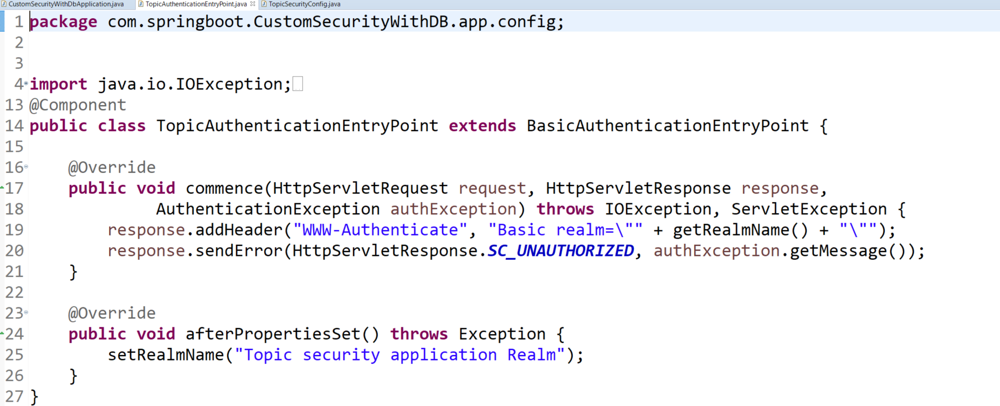 CustomSecurityWithDbApplication.java TopicAuthenticationEntryPoint.java TopicSecurityConfig.java
1 package com.springboot.CustomSecurityWithDB.app.config;
2
3
4 import java.io.IOException;
13 @Component
14 public class TopicAuthenticationEntryPoint extends BasicAuthenticationEntryPoint {
15
16 @Override
17 public void commence(HttpServletRequest request, HttpServletResponse response,
18 AuthenticationException authException) throws IOException, ServletException {
19 response.addHeader("WWW-Authenticate", "Basic realm=\"" + getRealmName() + "\"");
20 response.sendError(HttpServletResponse.SC_UNAUTHORIZED, authException.getMessage());
21 }
22
23 @Override
24 public void afterPropertiesSet() throws Exception {
25 setRealmName("Topic security application Realm");
26 }
27 }